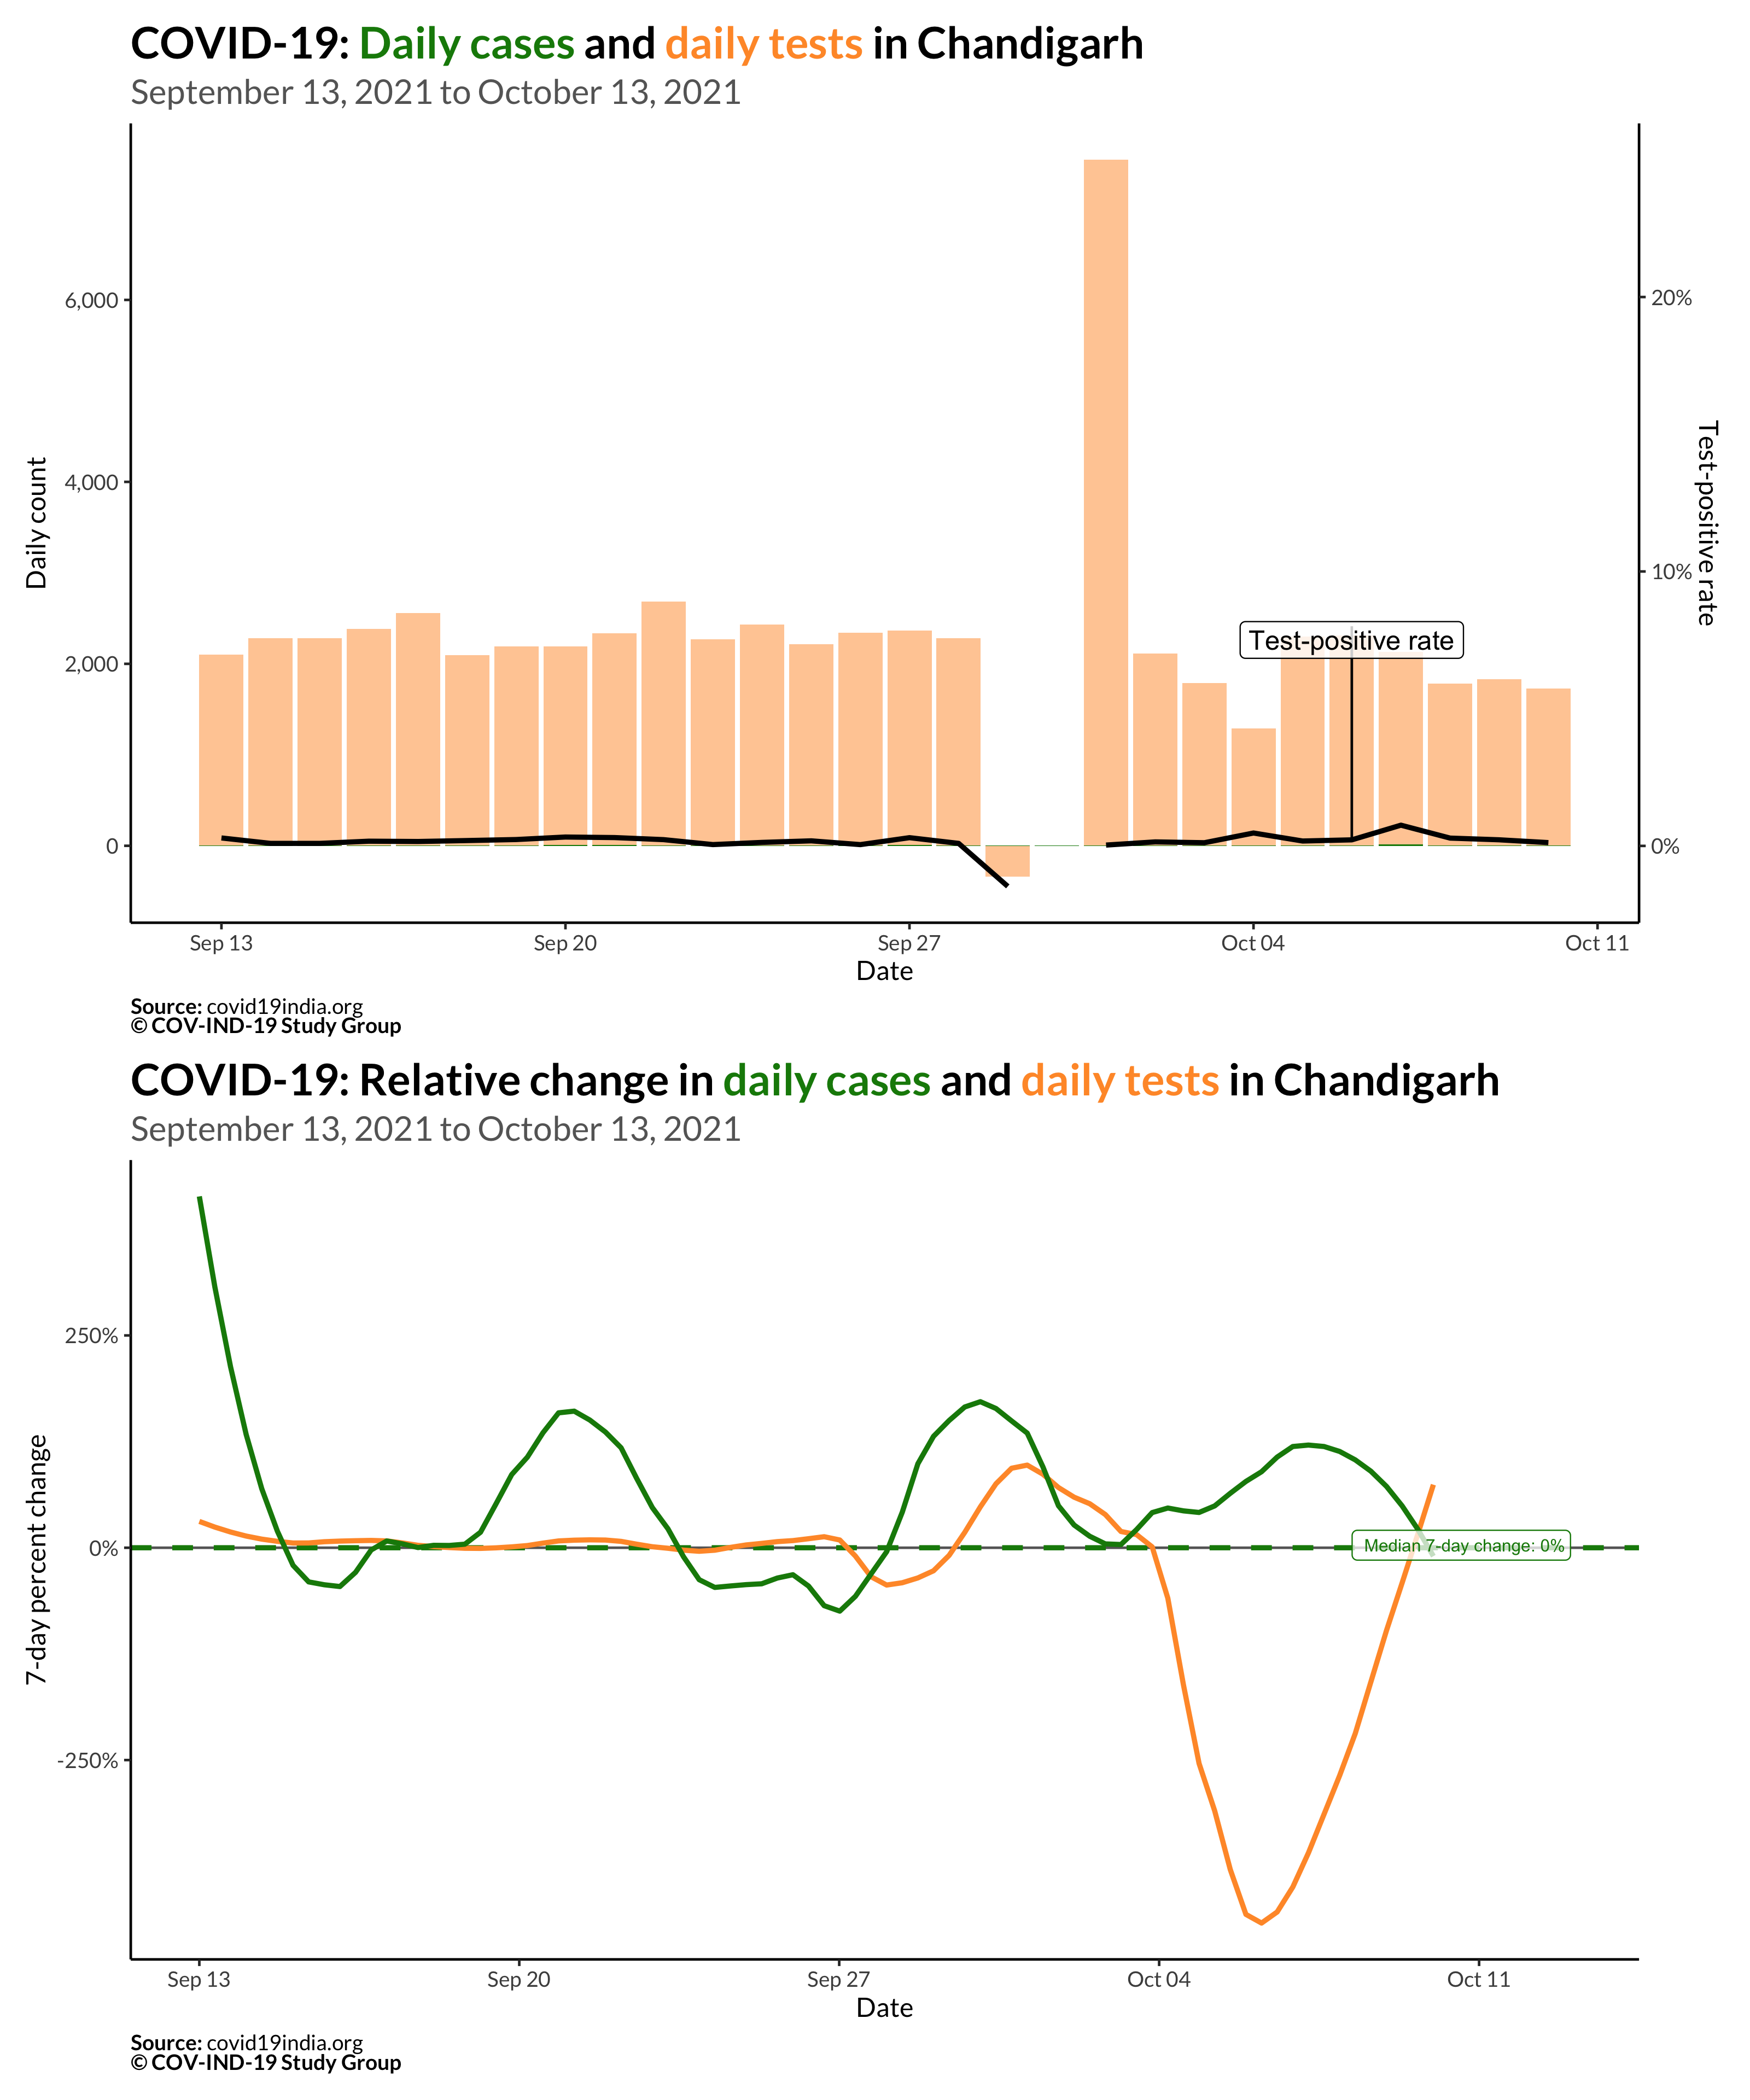 COVID-19: Daily cases and daily tests in Chandigarh
September 13, 2021 to October 13, 2021
6,000
4,000
2,000
0
Daily count
20%
10%
0%
Test-positive rate
Test-positive rate
Sep 13
Sep 20
Sep 27
Oct 04
Oct 11
Date
Source: covid19india.org
© COV-IND-19 Study Group
COVID-19: Relative change in daily cases and daily tests in Chandigarh
September 13, 2021 to October 13, 2021
250%
0%
-250%
7-day percent change
Median 7-day change: 0%
Sep 13
Sep 20
Sep 27
Oct 04
Oct 11
Date
Source: covid19india.org
© COV-IND-19 Study Group